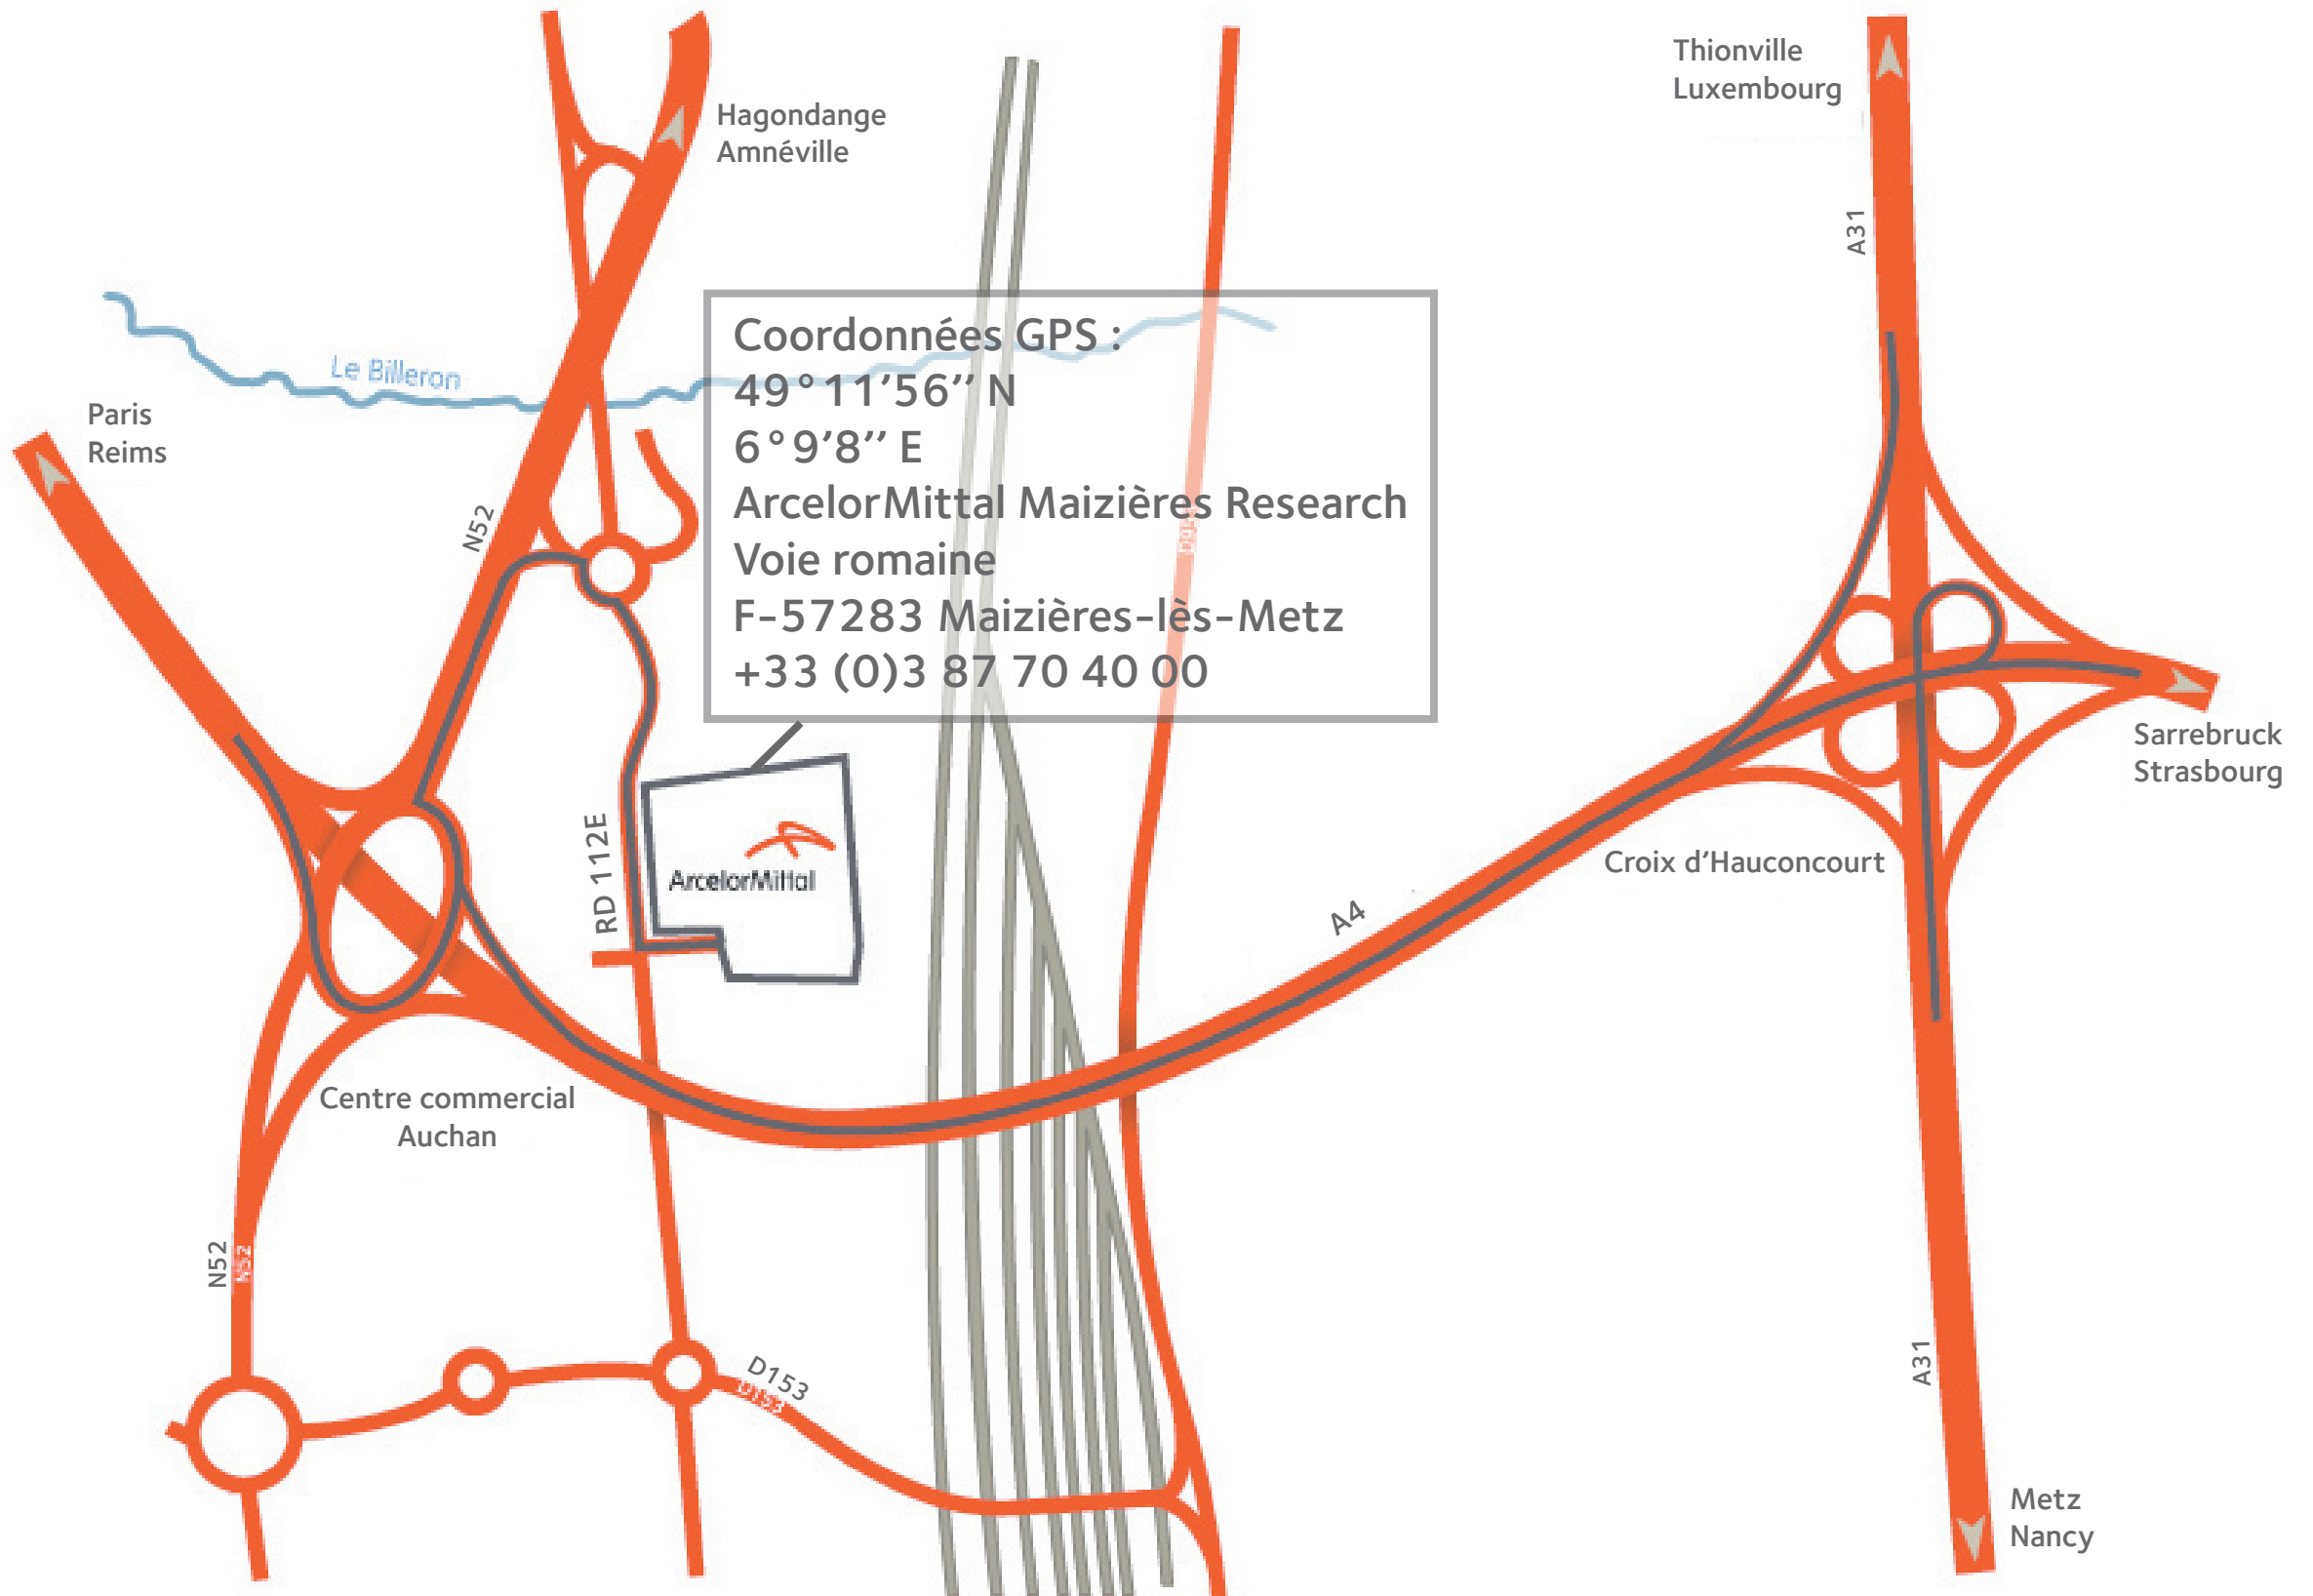 Thionville
Luxembourg
Hagondange
Amnéville
A31
Coordonnées GPS :
49°11'56'' N
6°9'8'' E
ArcelorMittal Maizières Research
Voie romaine
F-57283 Maizières-lès-Metz
+33 (0)3 87 70 40 00
Le Billeron
Paris
Reims
N52
Sarrebruck
Strasbourg
RD 112E
ArcelorMittal
Croix d'Hauconcourt
A4
Centre commercial
Auchan
N52
N52
D153
D153
A31
Metz
Nancy